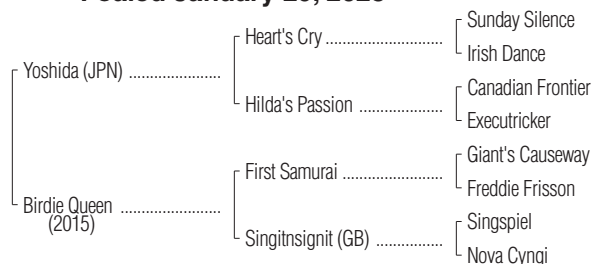 Sunday Silence
Heart's Cry
Irish Dance
Yoshida (JPN)
Canadian Frontier
Hilda's Passion
Executricker
Giant's Causeway
First Samurai
Freddie Frisson
Birdie Queen
(2015)
Singspiel
Singitnsignit (GB)
Nova Cyngi